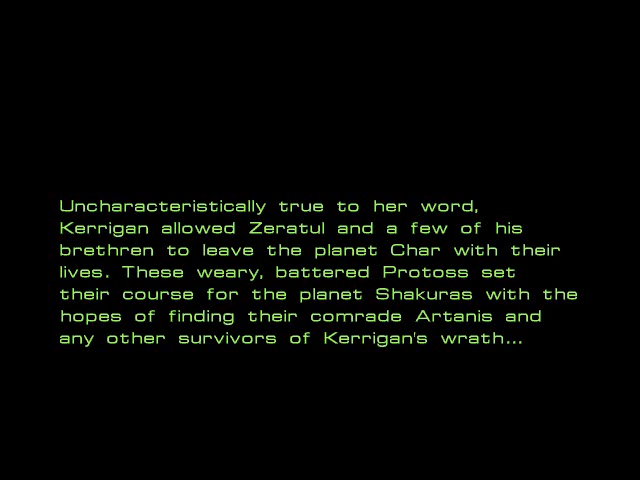 Uncharacteristically true to her word,
Kerrigan allowed Zeratul and a few of his
brethren to leave the planet Char with their
lives. These weary, battered Protoss set
their course for the planet Shakuras with the
hopes of finding their comrade Artanis and
any other survivors of Kerrigan's wrath...